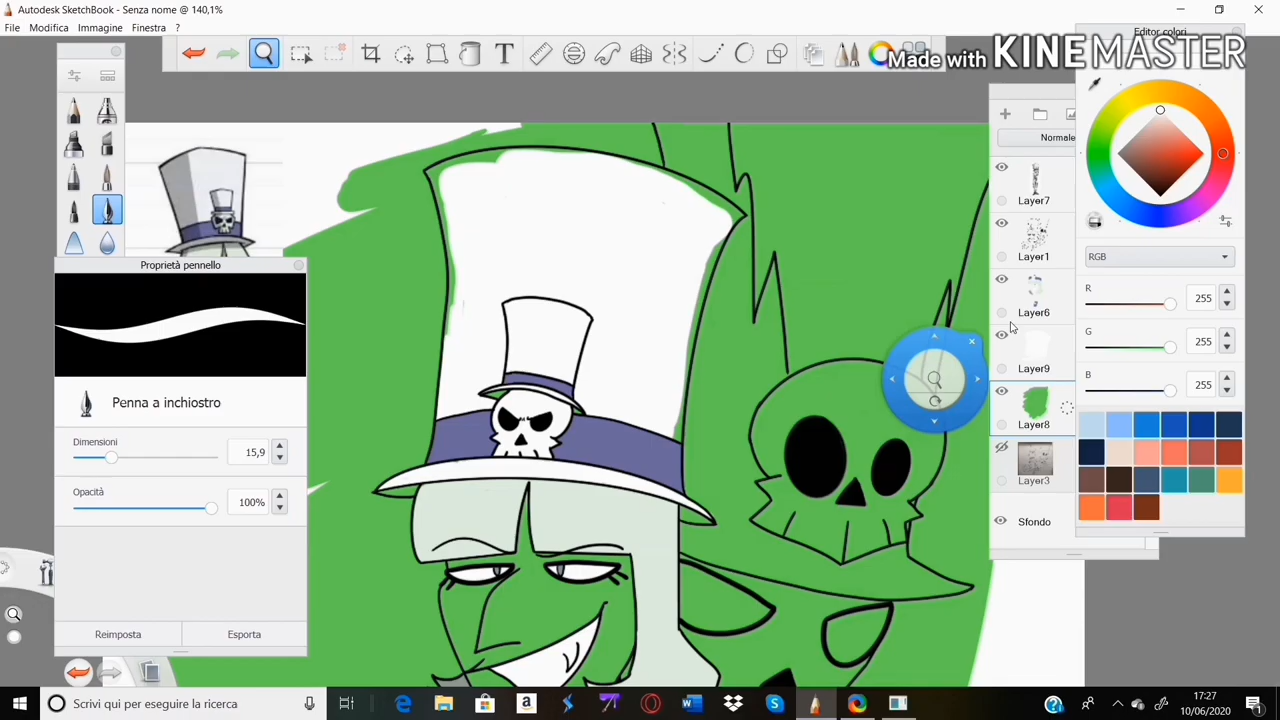 Autodesk SketchBook - Senza nome @ 140,1%
File Modifica Immagine Finestra ?
Editor colori
Made with KINEMASTER
Normale
Layer7
Layer1
Layer6
Layer9
Layer8
Layer3
Sfondo
RGB
R 255
G 255
B 255
Proprietà pennello
Penna a inchiostro
Dimensioni
15,9
Opacità
100%
Reimposta Esporta
Scrivi qui per eseguire la ricerca
17:27
10/06/2020